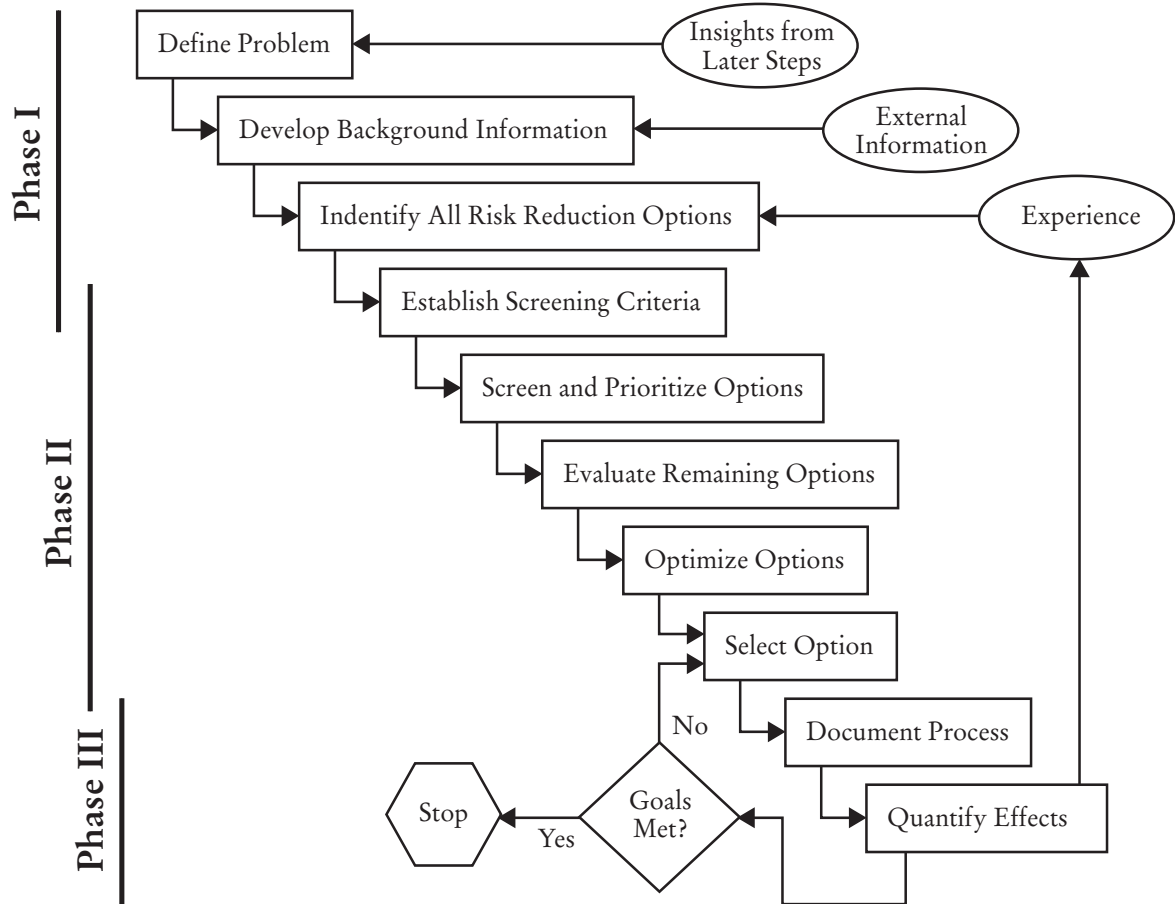 Define Problem
Insights from
Later Steps
Phase I
Develop Background Information
External
Information
Indentify All Risk Reduction Options
Experience
Establish Screening Criteria
Screen and Prioritize Options
Phase II
Evaluate Remaining Options
Optimize Options
Select Option
No
Document Process
Phase III
Stop
Yes
Goals
Met?
Quantify Effects